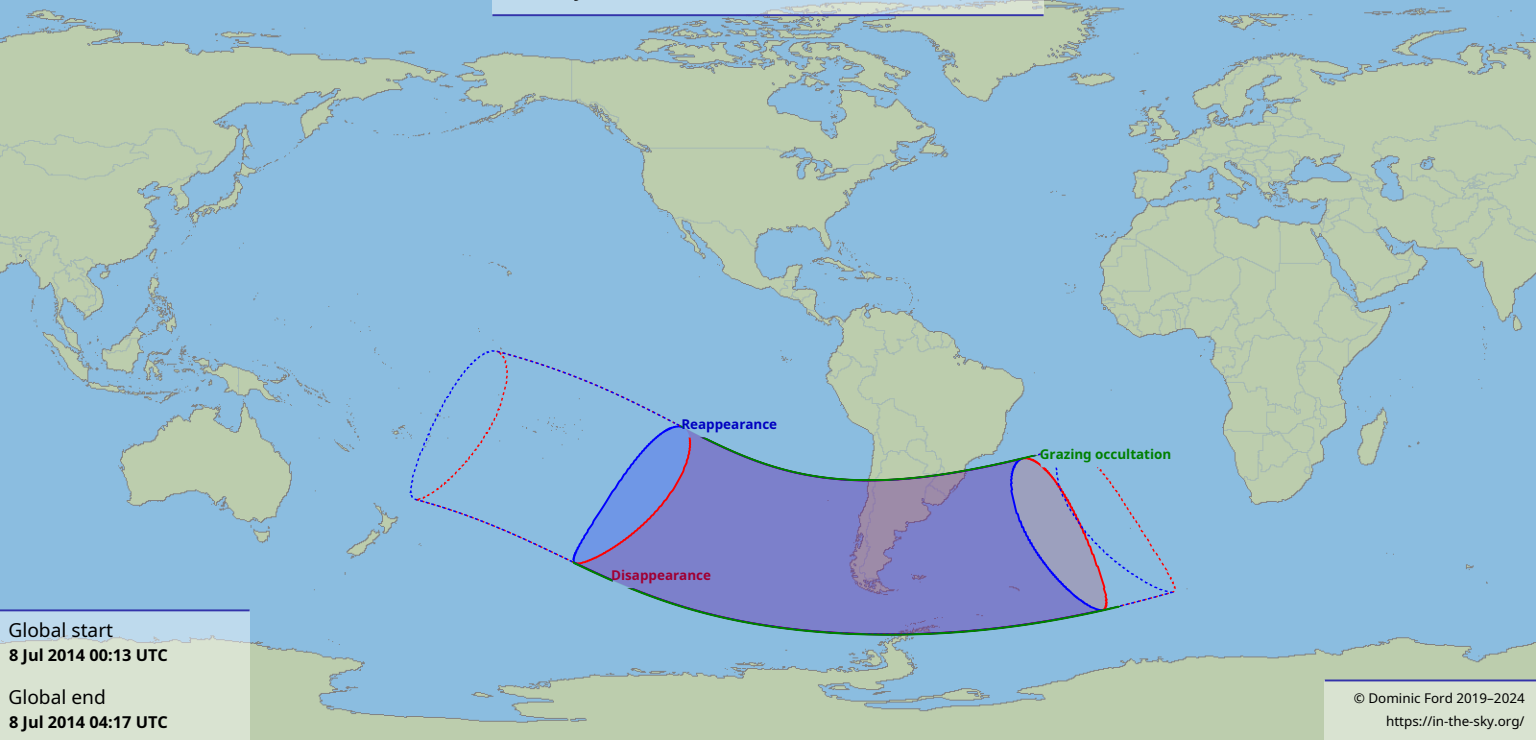 Reappearance
Grazing occultation
Disappearance
Global start
8 Jul 2014 00:13 UTC
Global end
8 Jul 2014 04:17 UTC
© Dominic Ford 2019–2024
https://in-the-sky.org/